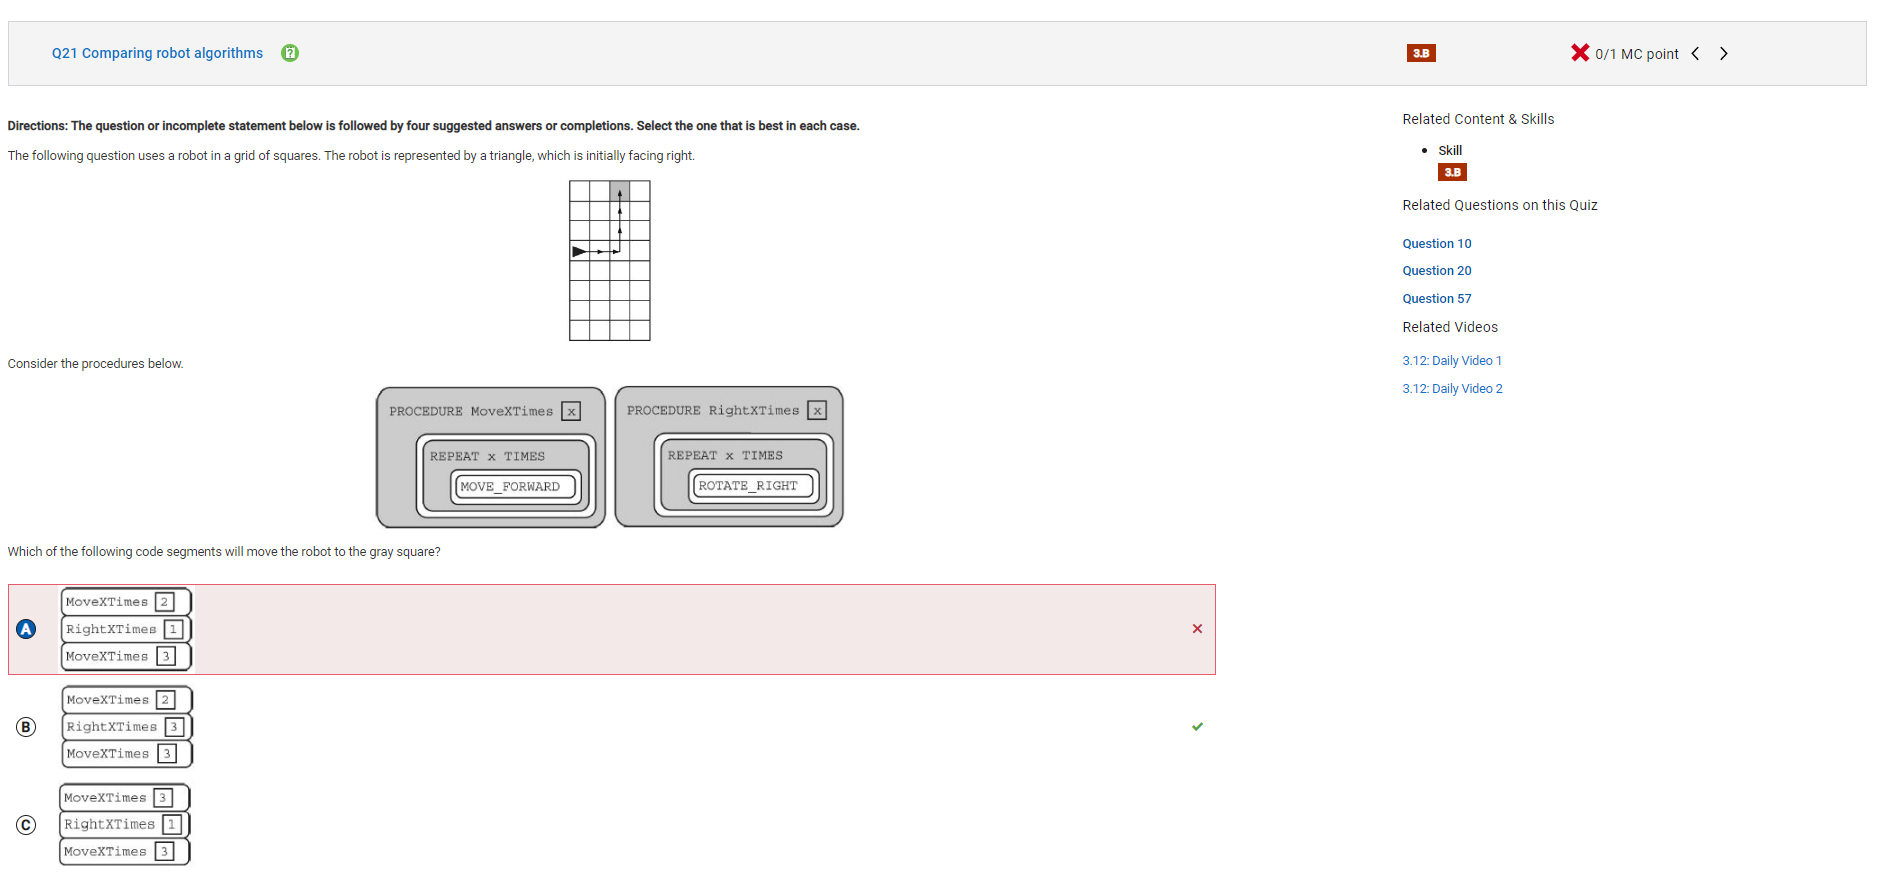 Q21 Comparing robot algorithms
3.B
0/1 MC point
Directions: The question or incomplete statement below is followed by four suggested answers or completions. Select the one that is best in each case.
The following question uses a robot in a grid of squares. The robot is represented by a triangle, which is initially facing right.
Consider the procedures below.
PROCEDURE MoveXTimes x
REPEAT x TIMES
MOVE_FORWARD
PROCEDURE RightXTimes x
REPEAT x TIMES
ROTATE_RIGHT
Which of the following code segments will move the robot to the gray square?
A
MoveXTimes 2
RightXTimes 1
MoveXTimes 3
B
MoveXTimes 2
RightXTimes 3
MoveXTimes 3
C
MoveXTimes 3
RightXTimes 1
MoveXTimes 3
Related Content & Skills
• Skill
3.B
Related Questions on this Quiz
Question 10
Question 20
Question 57
Related Videos
3.12: Daily Video 1
3.12: Daily Video 2